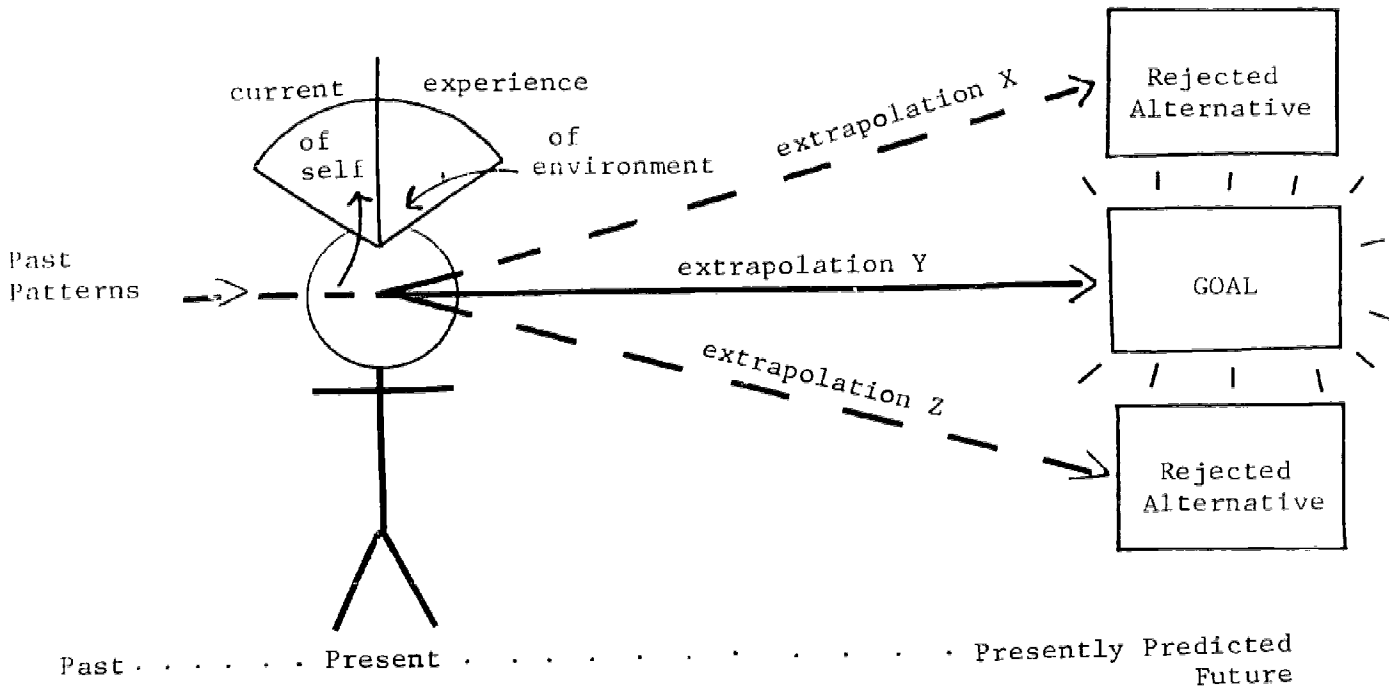 current experience
of
self
of
environment
Past
Patterns
extrapolation X
extrapolation Y
extrapolation Z
Rejected
Alternative
GOAL
Rejected
Alternative
Past . . . . . Present . . . . . . . . . . . Presently Predicted
Future